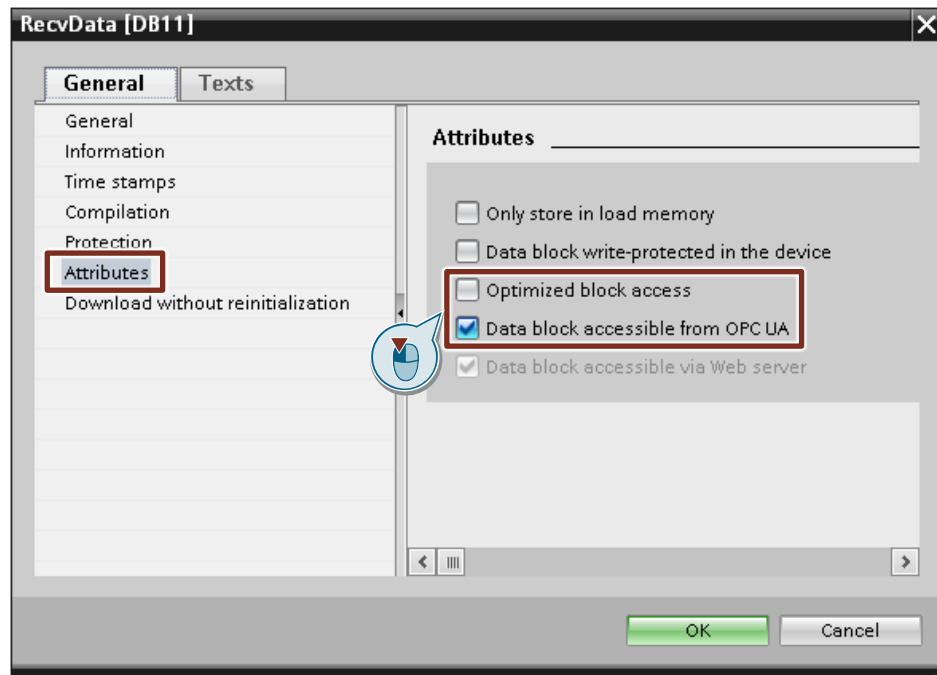 RecvData [DB11]
General Texts
General
Information
Time stamps
Compilation
Protection
Attributes
Download without reinitialization
Attributes
Only store in load memory
Data block write-protected in the device
Optimized block access
Data block accessible from OPC UA
Data block accessible via Web server
OK Cancel